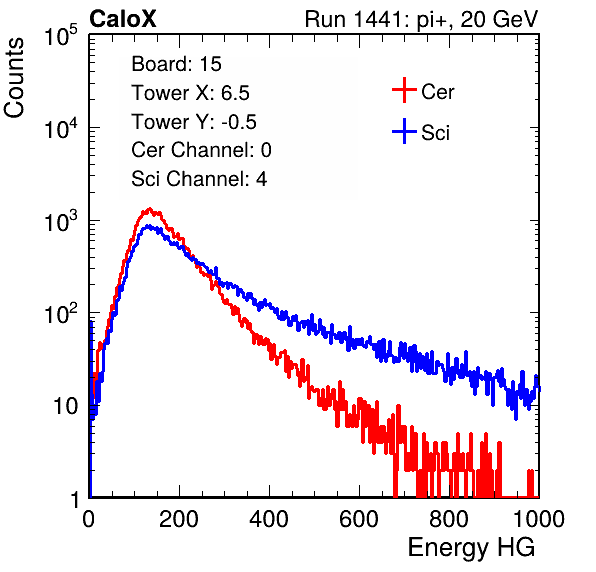 CaloX Run 1441: pi+, 20 GeV
Counts
Board: 15
Tower X: 6.5
Tower Y: -0.5
Cer Channel: 0
Sci Channel: 4
Cer
Sci
10^5
10^4
10^3
10^2
10
1
0 200 400 600 800 1000
Energy HG